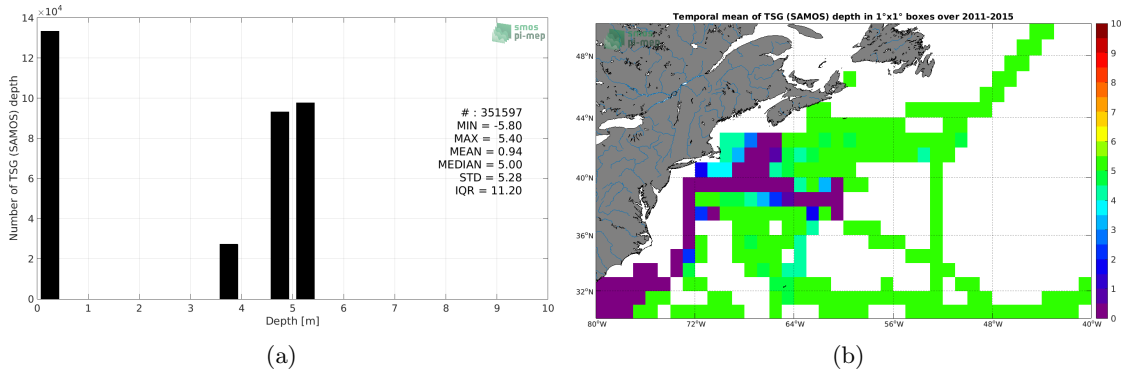 ×10⁴
14
12
10
8
6
4
2
0
Number of TSG (SAMOS) depth
smos
pi-mep
# : 351597
MIN = -5.80
MAX = 5.40
MEAN = 0.94
MEDIAN = 5.00
STD = 5.28
IQR = 11.20
0 1 2 3 4 5 6 7 8 9 10
Depth [m]
(a)
Temporal mean of TSG (SAMOS) depth in 1°x1° boxes over 2011-2015
smos
pi-mep
48°N
44°N
40°N
36°N
32°N
80°W 72°W 64°W 56°W 48°W 40°W
10
9
8
7
6
5
4
3
2
1
0
(b)